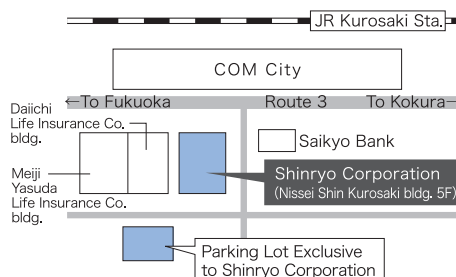 JR Kurosaki Sta.
COM City
←To Fukuoka
Route 3
To Kokura→
Daiichi
Life Insurance Co.
bldg.
Saikyo Bank
Meiji
Yasuda
Life Insurance Co.
bldg.
Shinryo Corporation
(Nissei Shin Kurosaki bldg. 5F)
Parking Lot Exclusive
to Shinryo Corporation